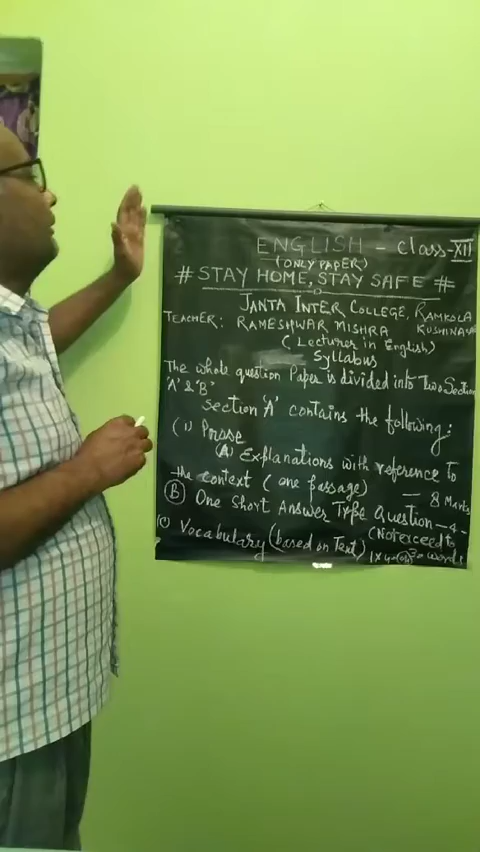 ENGLISH - Class-XII
(ONLY PAPER)
# STAY HOME, STAY SAFE #
JANTA INTER COLLEGE, RAMKOLA
TEACHER: RAMESHWAR MISHRA KUSHINAGAR
(Lecturer in English)
Syllabus
The whole question Paper is divided into Two Section
'A' & 'B'
section 'A' contains the following:
(1) Prose
(A) Explanations with reference to
the context (one passage) — 8 Marks
(B) One Short Answer Type Question — 4 -
(Not exceed to
(C) Vocabulary (based on Text) 30 words